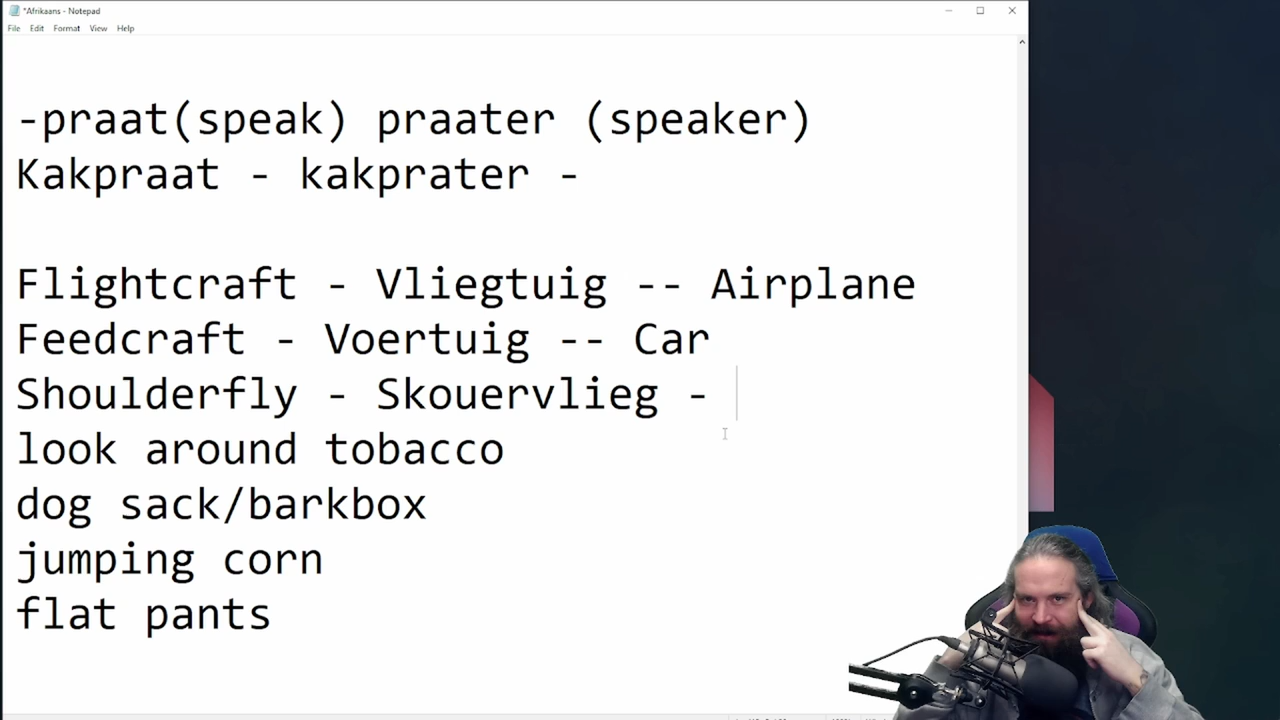 *Afrikaans - Notepad
File Edit Format View Help
-praat(speak) praater (speaker)
Kakpraat - kakprater -
Flightcraft - Vliegtuig -- Airplane
Feedcraft - Voertuig -- Car
Shoulderfly - Skouervlieg -
look around tobacco
dog sack/barkbox
jumping corn
flat pants